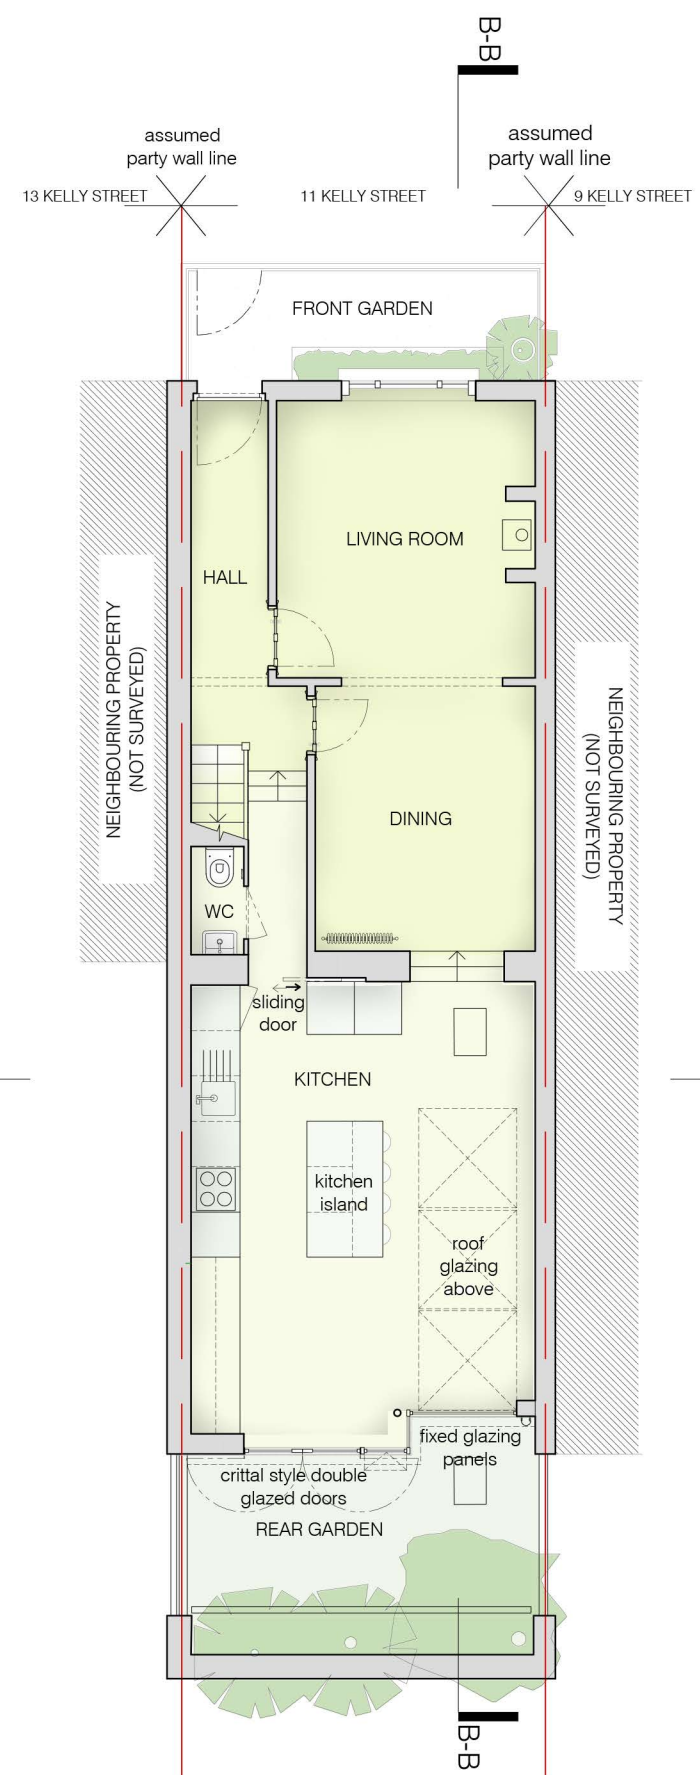 B-B
assumed
party wall line
assumed
party wall line
13 KELLY STREET
11 KELLY STREET
9 KELLY STREET
FRONT GARDEN
LIVING ROOM
HALL
NEIGHBOURING PROPERTY
(NOT SURVEYED)
NEIGHBOURING PROPERTY
(NOT SURVEYED)
DINING
WC
sliding
door
KITCHEN
kitchen
island
roof
glazing
above
fixed glazing
panels
crittal style double
glazed doors
REAR GARDEN
B-B